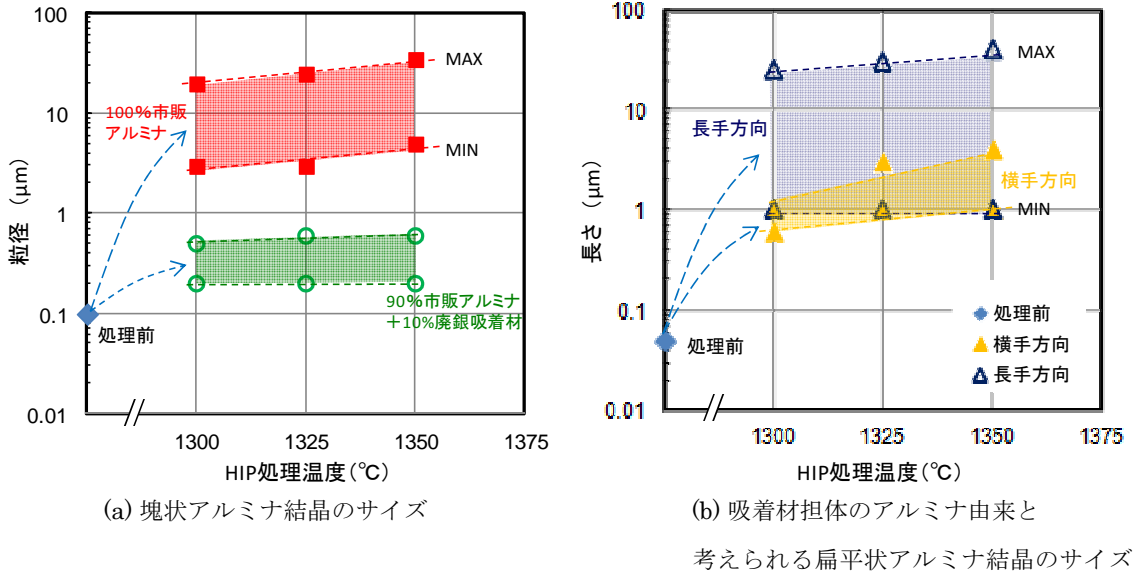 100
10
1
0.1
0.01
粒径 (μm)
MAX
MIN
100%市販
アルミナ
90%市販アルミナ
＋10%廃銀吸着材
処理前
1300
1325
1350
1375
HIP処理温度(℃)
(a) 塊状アルミナ結晶のサイズ
100
10
1
0.1
0.01
長さ (μm)
MAX
長手方向
横手方向
MIN
処理前
処理前
横手方向
長手方向
1300
1325
1350
1375
HIP処理温度(℃)
(b) 吸着材担体のアルミナ由来と
考えられる扁平状アルミナ結晶のサイズ